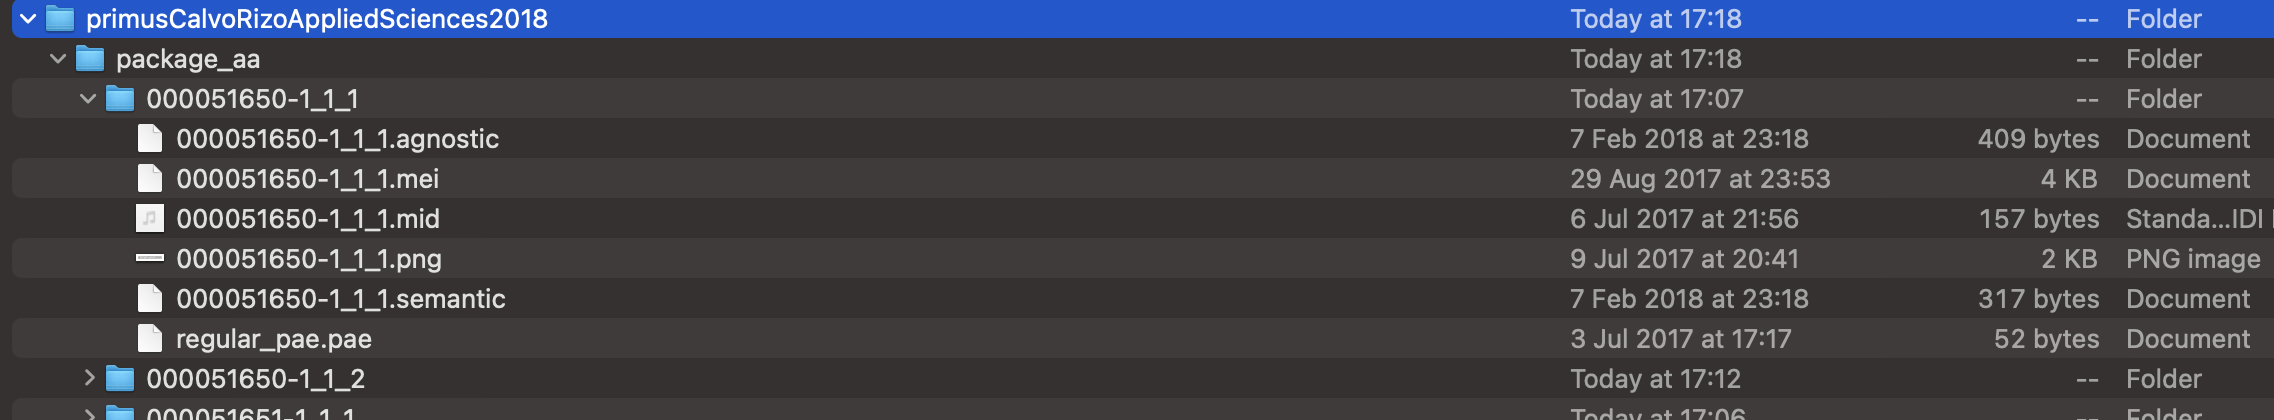 primusCalvoRizoAppliedSciences2018 Today at 17:18 -- Folder
package_aa Today at 17:18 -- Folder
000051650-1_1_1 Today at 17:07 -- Folder
000051650-1_1_1.agnostic 7 Feb 2018 at 23:18 409 bytes Document
000051650-1_1_1.mei 29 Aug 2017 at 23:53 4 KB Document
000051650-1_1_1.mid 6 Jul 2017 at 21:56 157 bytes Standa...IDI
000051650-1_1_1.png 9 Jul 2017 at 20:41 2 KB PNG image
000051650-1_1_1.semantic 7 Feb 2018 at 23:18 317 bytes Document
regular_pae.pae 3 Jul 2017 at 17:17 52 bytes Document
000051650-1_1_2 Today at 17:12 -- Folder
000051651-1_1_1 Today at 17:06 -- Folder